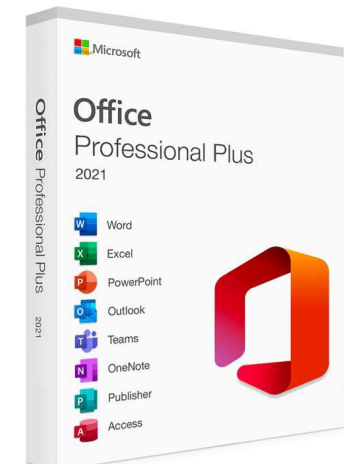 Microsoft
Office
Professional Plus
2021
Word
Excel
PowerPoint
Outlook
Teams
OneNote
Publisher
Access
Office Professional Plus 2021